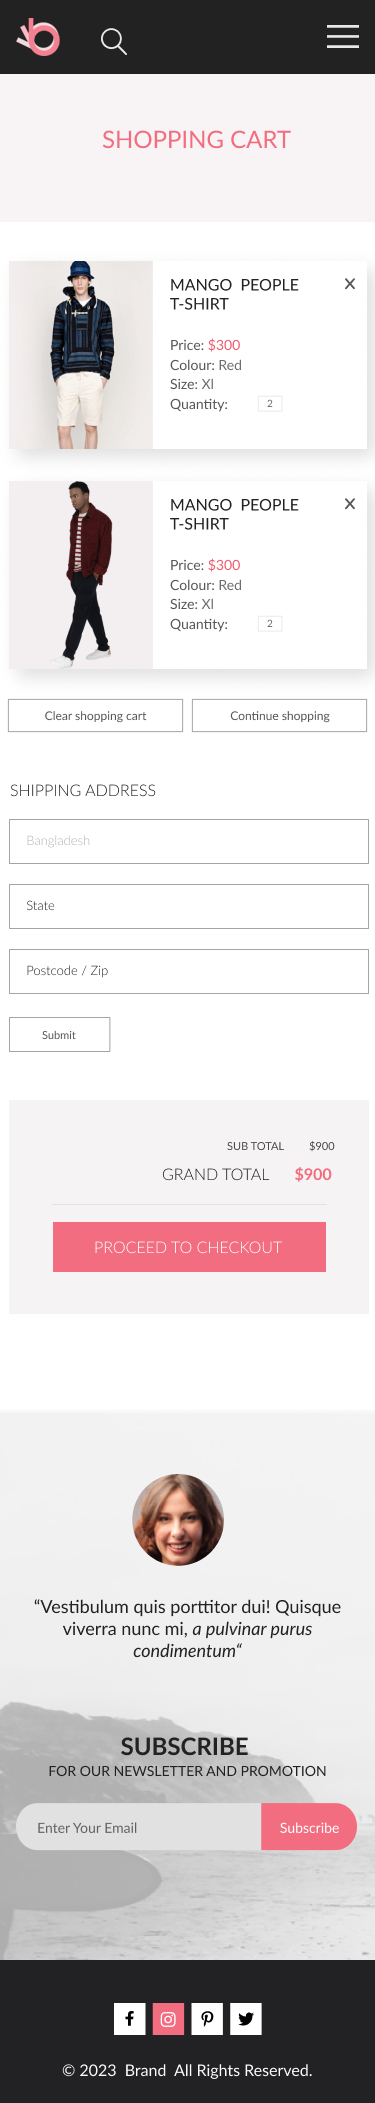 SHOPPING CART
MANGO PEOPLE
T-SHIRT
Price: $300
Colour: Red
Size: Xl
Quantity: 2
MANGO PEOPLE
T-SHIRT
Price: $300
Colour: Red
Size: Xl
Quantity: 2
Clear shopping cart
Continue shopping
SHIPPING ADDRESS
Bangladesh
State
Postcode / Zip
Submit
SUB TOTAL $900
GRAND TOTAL $900
PROCEED TO CHECKOUT
“Vestibulum quis porttitor dui! Quisque
viverra nunc mi, a pulvinar purus
condimentum“
SUBSCRIBE
FOR OUR NEWSLETTER AND PROMOTION
Enter Your Email
Subscribe
© 2023 Brand All Rights Reserved.